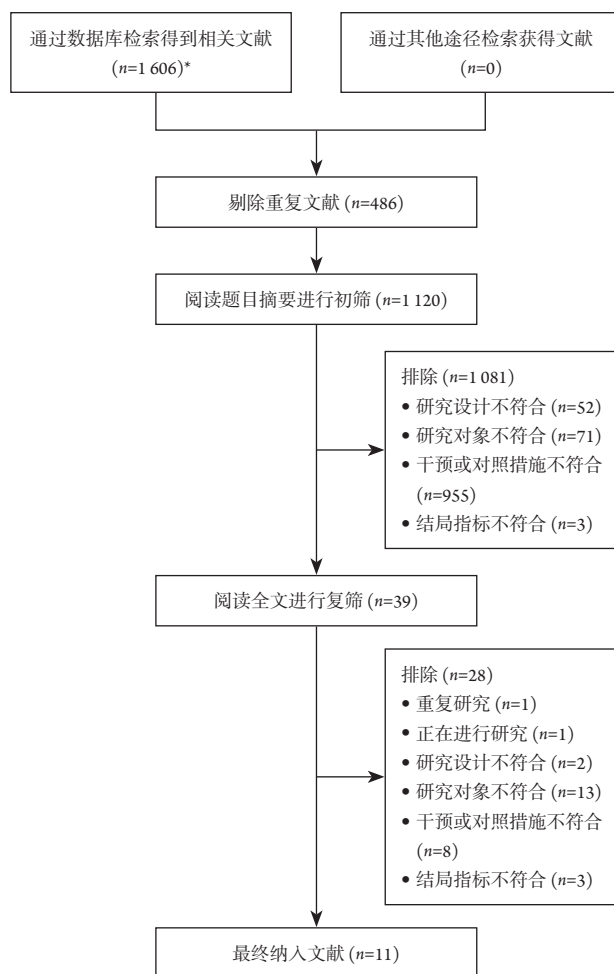 通过数据库检索得到相关文献
(n=1 606)*
通过其他途径检索获得文献
(n=0)
剔除重复文献 (n=486)
阅读题目摘要进行初筛 (n=1 120)
排除 (n=1 081)
• 研究设计不符合 (n=52)
• 研究对象不符合 (n=71)
• 干预或对照措施不符合
(n=955)
• 结局指标不符合 (n=3)
阅读全文进行复筛 (n=39)
排除 (n=28)
• 重复研究 (n=1)
• 正在进行研究 (n=1)
• 研究设计不符合 (n=2)
• 研究对象不符合 (n=13)
• 干预或对照措施不符合
(n=8)
• 结局指标不符合 (n=3)
最终纳入文献 (n=11)